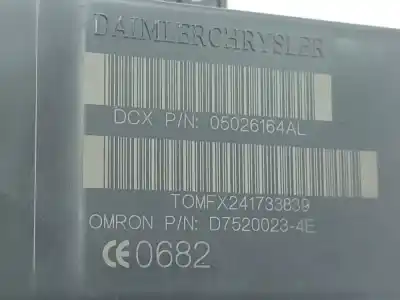 DAIMLERCHRYSLER
DCX P/N: 05026164AL
TOMFX241733839
OMRON P/N: D7520023-4E
CE0682